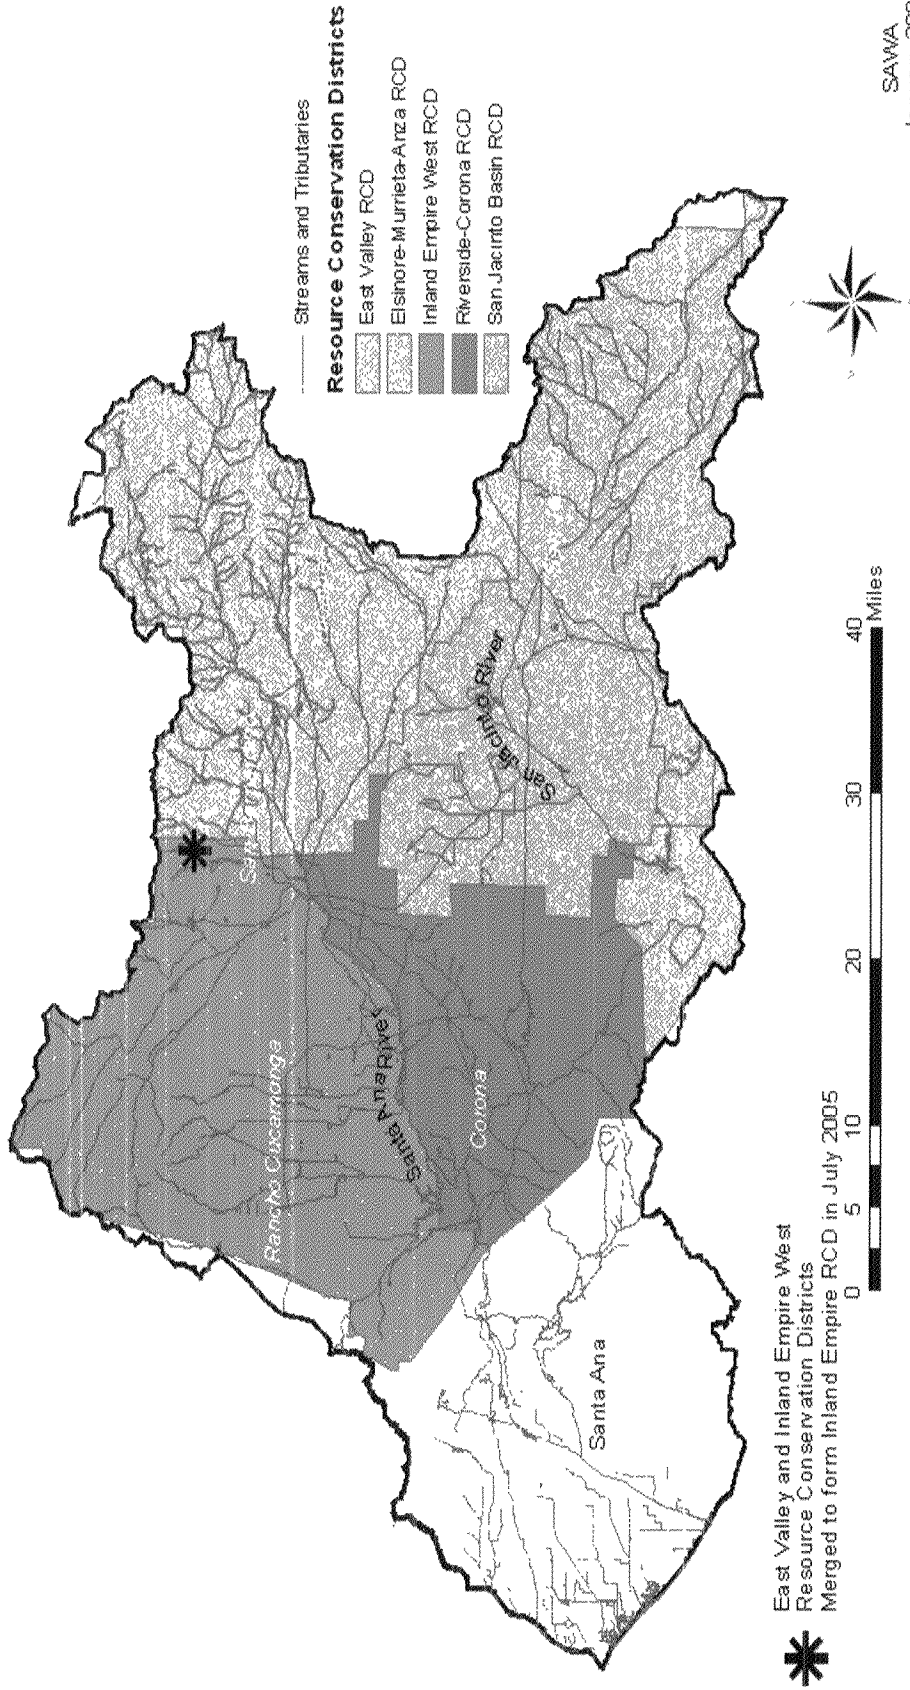 Streams and Tributaries
Resource Conservation Districts
East Valley RCD
Elsinore-Murrieta-Anza RCD
Inland Empire West RCD
Riverside-Corona RCD
San Jacinto Basin RCD
Rancho Cucamonga
Santa Ana River
Corona
San Jacinto River
Santa Ana
East Valley and Inland Empire West
Resource Conservation Districts
Merged to form Inland Empire RCD in July 2005
0 5 10 20 30 40
Miles
SAWA